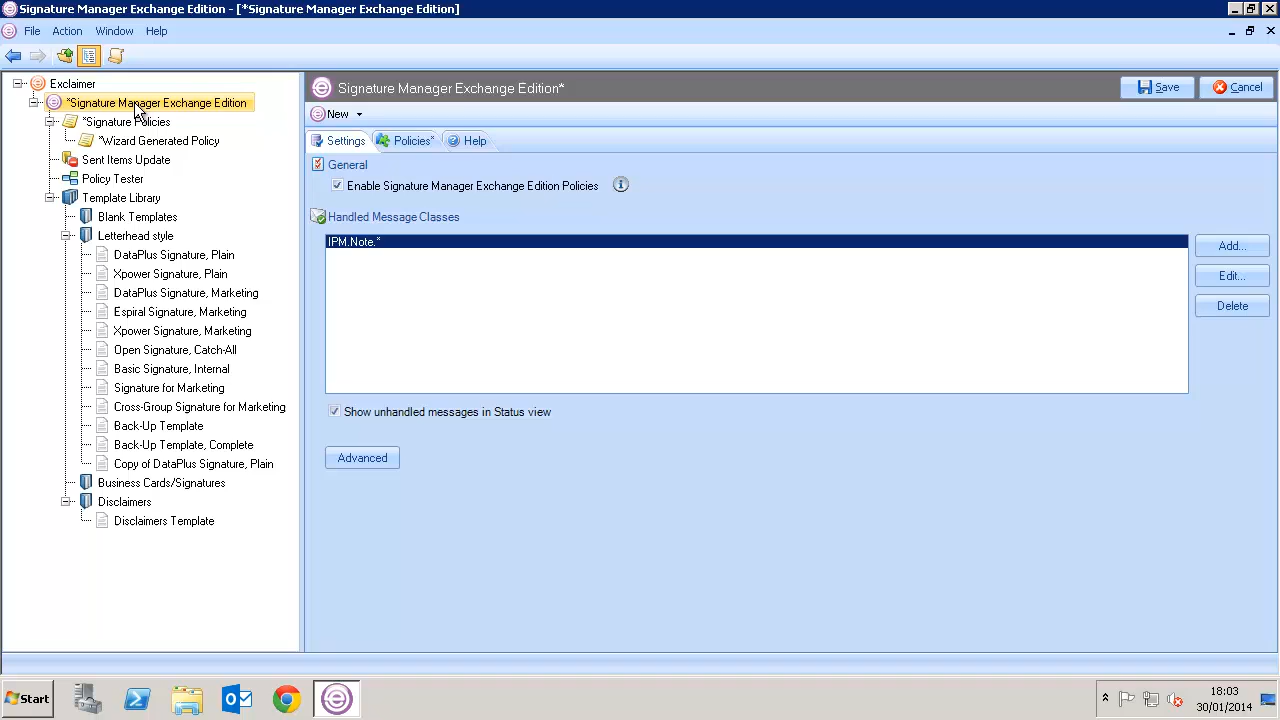 Signature Manager Exchange Edition - [*Signature Manager Exchange Edition]
File Action Window Help
Exclaimer
*Signature Manager Exchange Edition
*Signature Policies
*Wizard Generated Policy
Sent Items Update
Policy Tester
Template Library
Blank Templates
Letterhead style
DataPlus Signature, Plain
Xpower Signature, Plain
DataPlus Signature, Marketing
Espiral Signature, Marketing
Xpower Signature, Marketing
Open Signature, Catch-All
Basic Signature, Internal
Signature for Marketing
Cross-Group Signature for Marketing
Back-Up Template
Back-Up Template, Complete
Copy of DataPlus Signature, Plain
Business Cards/Signatures
Disclaimers
Disclaimers Template
Signature Manager Exchange Edition*
Save Cancel
New
Settings Policies* Help
General
Enable Signature Manager Exchange Edition Policies
Handled Message Classes
IPM.Note.*
Add...
Edit...
Delete
Show unhandled messages in Status view
Advanced
Start
18:03
30/01/2014